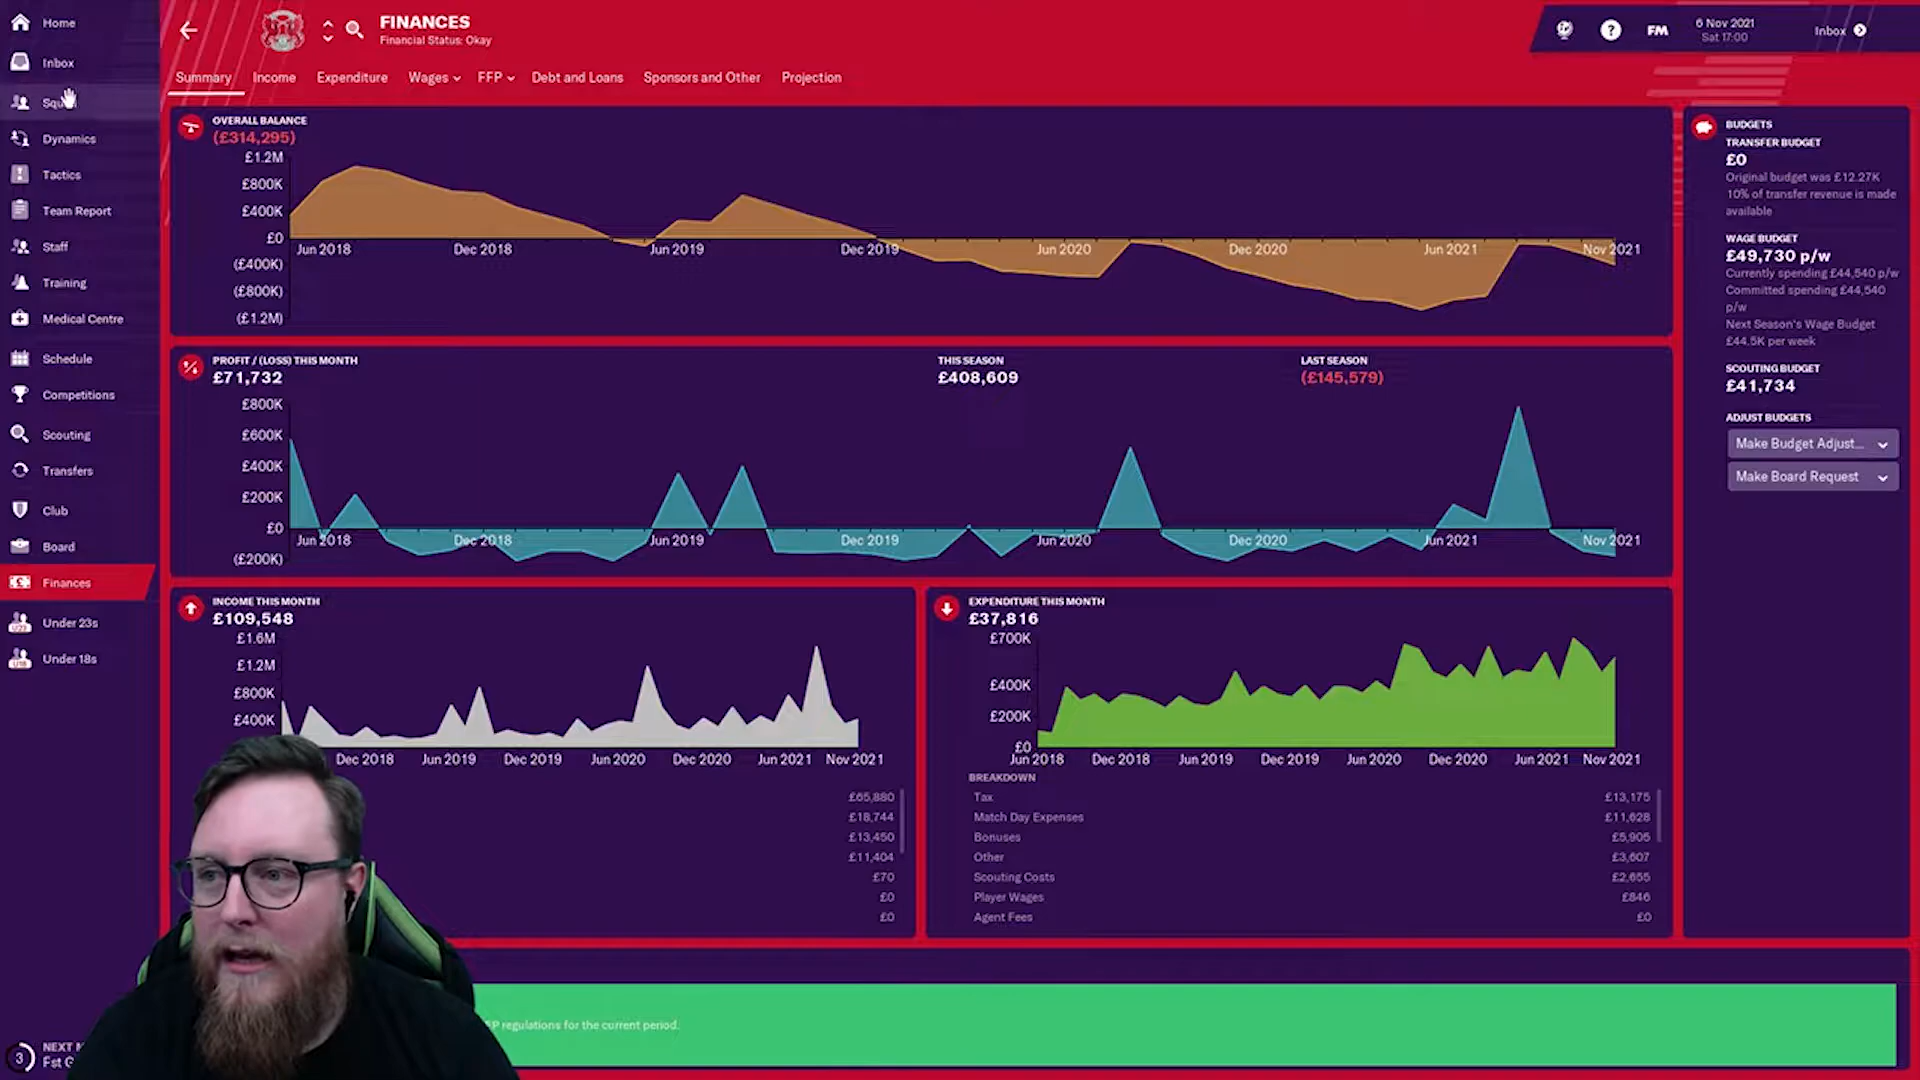 Home
Inbox
Dynamics
Tactics
Team Report
Staff
Training
Medical Centre
Schedule
Competitions
Scouting
Transfers
Club
Board
Finances
Under 23s
Under 18s
FINANCES
Financial Status: Okay
FM
6 Nov 2021
Sat 17:00
Inbox
Summary Income Expenditure Wages FFP Debt and Loans Sponsors and Other Projection
OVERALL BALANCE
(£314,295)
£1.2M
£800K
£400K
£0
(£400K)
(£800K)
(£1.2M)
Jun 2018 Dec 2018 Jun 2019 Dec 2019 Jun 2020 Dec 2020 Jun 2021 Nov 2021
PROFIT / (LOSS) THIS MONTH
£71,732
THIS SEASON
£408,609
LAST SEASON
(£145,579)
£800K
£600K
£400K
£200K
£0
(£200K)
Jun 2018 Dec 2018 Jun 2019 Dec 2019 Jun 2020 Dec 2020 Jun 2021 Nov 2021
INCOME THIS MONTH
£109,548
£1.6M
£1.2M
£800K
£400K
Dec 2018 Jun 2019 Dec 2019 Jun 2020 Dec 2020 Jun 2021 Nov 2021
£65,880
£18,744
£13,450
£11,404
£70
£0
£0
EXPENDITURE THIS MONTH
£37,816
£700K
£400K
£200K
£0
Jun 2018 Dec 2018 Jun 2019 Dec 2019 Jun 2020 Dec 2020 Jun 2021 Nov 2021
BREAKDOWN
Tax £13,175
Match Day Expenses £11,628
Bonuses £5,905
Other £3,607
Scouting Costs £2,655
Player Wages £846
Agent Fees £0
BUDGETS
TRANSFER BUDGET
£0
Original budget was £12.27K
10% of transfer revenue is made
available
WAGE BUDGET
£49,730 p/w
Currently spending £44,540 p/w
Committed spending £44,540
p/w
Next Season's Wage Budget
£44.5K per week
SCOUTING BUDGET
£41,734
ADJUST BUDGETS
Make Budget Adjust...
Make Board Request
regulations for the current period.
3
NEXT
Fst